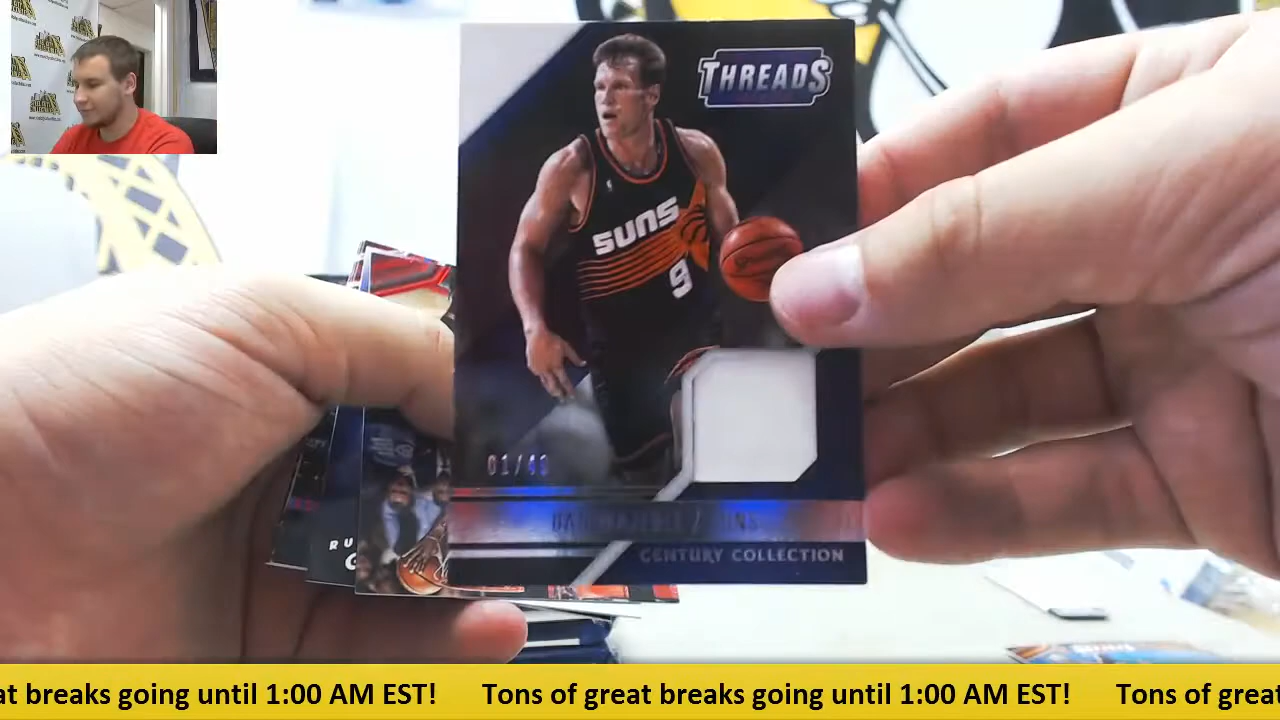 THREADS
SUNS
9
01/49
CENTURY COLLECTION
RU
at breaks going until 1:00 AM EST! Tons of great breaks going until 1:00 AM EST! Tons of great